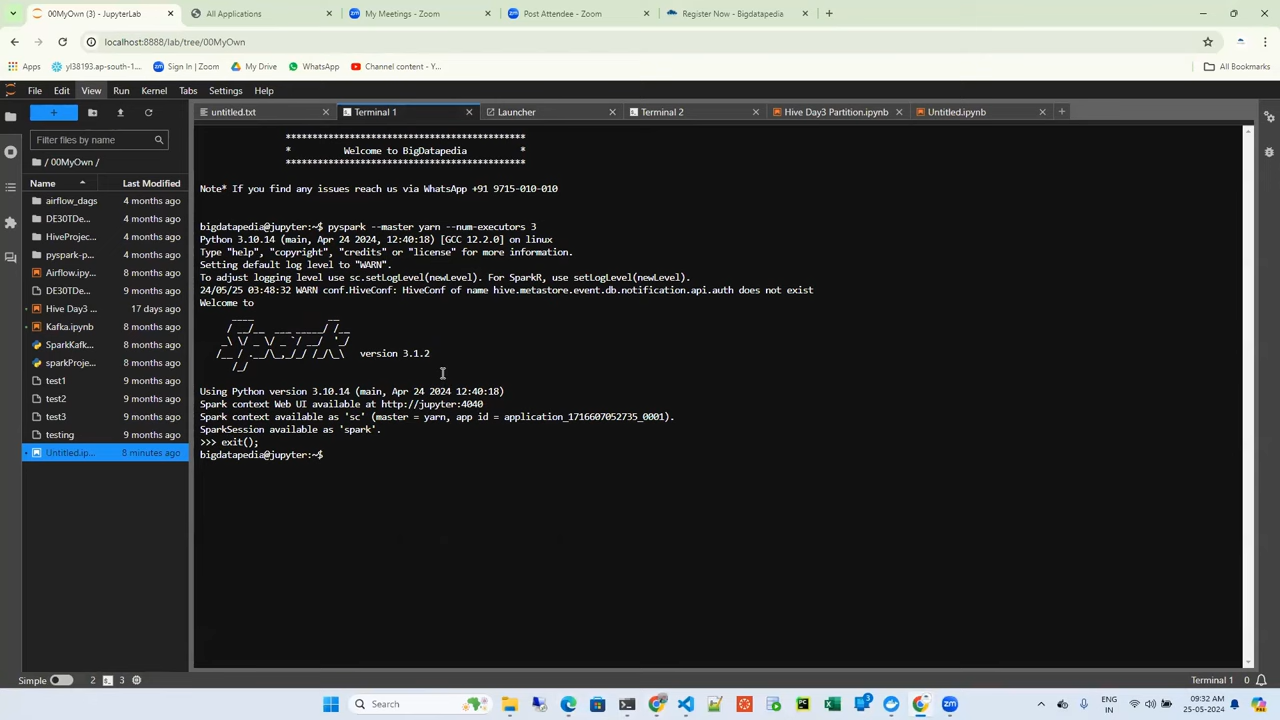 00MyOwn (3) - JupyterLab
All Applications
My Meetings - Zoom
Post Attendee - Zoom
Register Now - Bigdatapedia
localhost:8888/lab/tree/00MyOwn
Apps
yl38193.ap-south-1...
Sign In | Zoom
My Drive
WhatsApp
Channel content - Y...
All Bookmarks
File Edit View Run Kernel Tabs Settings Help
untitled.txt
Terminal 1
Launcher
Terminal 2
Hive Day3 Partition.ipynb
Untitled.ipynb
Filter files by name
/ 00MyOwn /
Name Last Modified
airflow_dags 4 months ago
DE30TDe... 4 months ago
HiveProjec... 4 months ago
pyspark-p... 4 months ago
Airflow.ipy... 4 months ago
DE30TDe... 4 months ago
Hive Day3 ... 17 days ago
Kafka.ipynb 8 months ago
SparkKafk... 8 months ago
sparkProje... 8 months ago
test1 9 months ago
test2 9 months ago
test3 9 months ago
testing 9 months ago
Untitled.ip... 8 minutes ago
*********************************************
* Welcome to BigDatapedia *
*********************************************
Note* If you find any issues reach us via WhatsApp +91 9715-010-010
bigdatapedia@jupyter:~$ pyspark --master yarn --num-executors 3
Python 3.10.14 (main, Apr 24 2024, 12:40:18) [GCC 12.2.0] on linux
Type "help", "copyright", "credits" or "license" for more information.
Setting default log level to "WARN".
To adjust logging level use sc.setLogLevel(newLevel). For SparkR, use setLogLevel(newLevel).
24/05/25 03:48:32 WARN conf.HiveConf: HiveConf of name hive.metastore.event.db.notification.api.auth does not exist
Welcome to
version 3.1.2
Using Python version 3.10.14 (main, Apr 24 2024 12:40:18)
Spark context Web UI available at http://jupyter:4040
Spark context available as 'sc' (master = yarn, app id = application_1716607052735_0001).
SparkSession available as 'spark'.
>>> exit();
bigdatapedia@jupyter:~$
Simple 2 3
Terminal 1 0
Search
ENG
IN
09:32 AM
25-05-2024